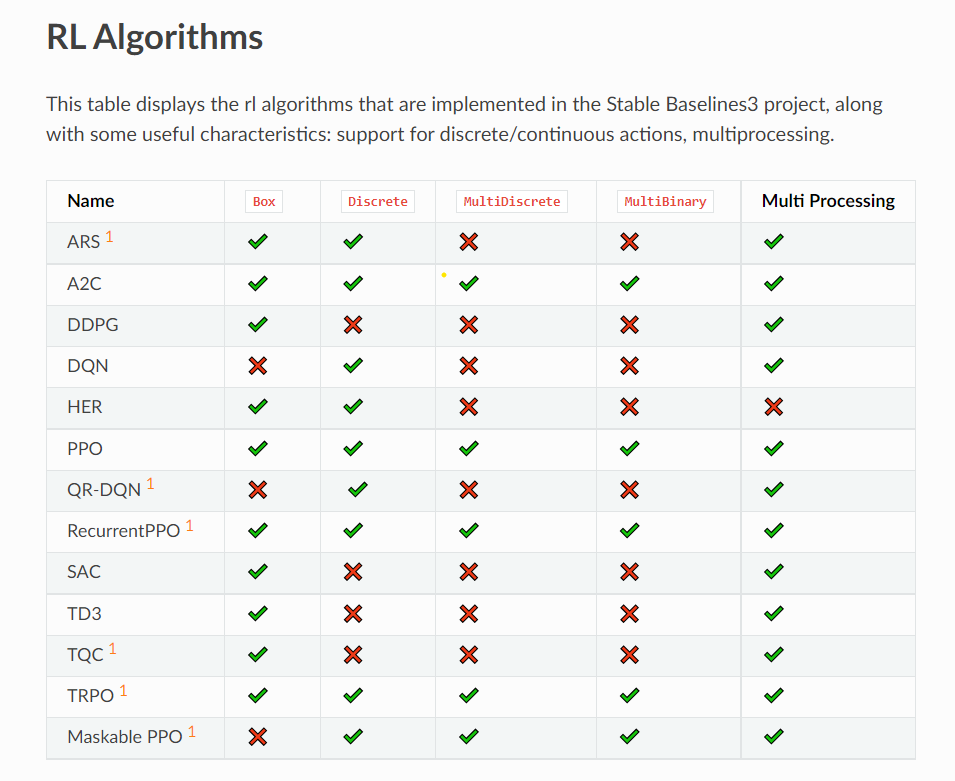 RL Algorithms
This table displays the rl algorithms that are implemented in the Stable Baselines3 project, along
with some useful characteristics: support for discrete/continuous actions, multiprocessing.
Name Box Discrete MultiDiscrete MultiBinary Multi Processing
ARS 1 ✔ ✔ ❌ ❌ ✔
A2C ✔ ✔ ✔ ✔ ✔
DDPG ✔ ❌ ❌ ❌ ✔
DQN ❌ ✔ ❌ ❌ ✔
HER ✔ ✔ ❌ ❌ ❌
PPO ✔ ✔ ✔ ✔ ✔
QR-DQN 1 ❌ ✔ ❌ ❌ ✔
RecurrentPPO 1 ✔ ✔ ✔ ✔ ✔
SAC ✔ ❌ ❌ ❌ ✔
TD3 ✔ ❌ ❌ ❌ ✔
TQC 1 ✔ ❌ ❌ ❌ ✔
TRPO 1 ✔ ✔ ✔ ✔ ✔
Maskable PPO 1 ❌ ✔ ✔ ✔ ✔